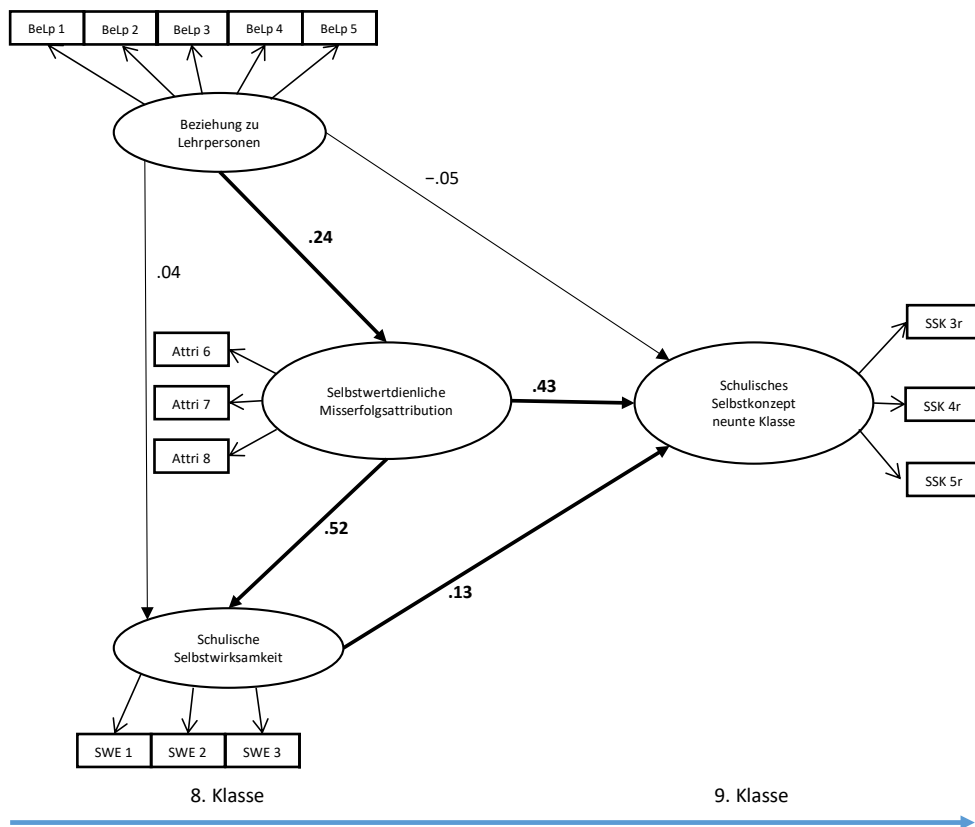 BeLp 1 BeLp 2 BeLp 3 BeLp 4 BeLp 5
Beziehung zu
Lehrpersonen
−.05
.24
.04
SSK 3r
Attri 6
Selbstwertdienliche
Misserfolgsattribution
.43
Schulisches
Selbstkonzept
neunte Klasse
Attri 7
SSK 4r
Attri 8
SSK 5r
.52
.13
Schulische
Selbstwirksamkeit
SWE 1 SWE 2 SWE 3
8. Klasse
9. Klasse